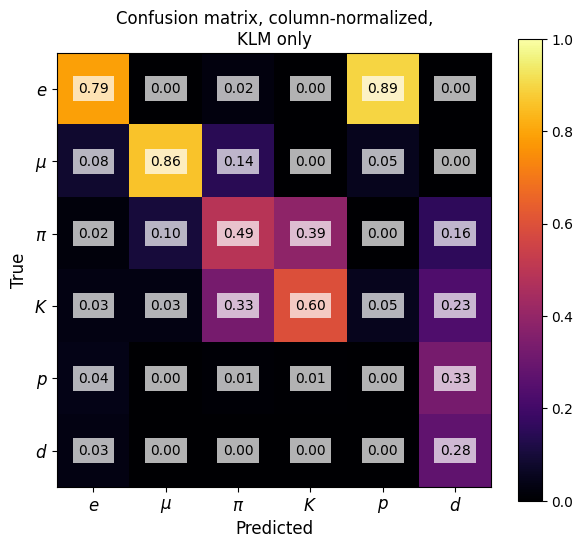 Confusion matrix, column-normalized,
KLM only
e 0.79 0.00 0.02 0.00 0.89 0.00
μ 0.08 0.86 0.14 0.00 0.05 0.00
π 0.02 0.10 0.49 0.39 0.00 0.16
K 0.03 0.03 0.33 0.60 0.05 0.23
p 0.04 0.00 0.01 0.01 0.00 0.33
d 0.03 0.00 0.00 0.00 0.00 0.28
e μ π K p d
Predicted
True
1.0
0.8
0.6
0.4
0.2
0.0